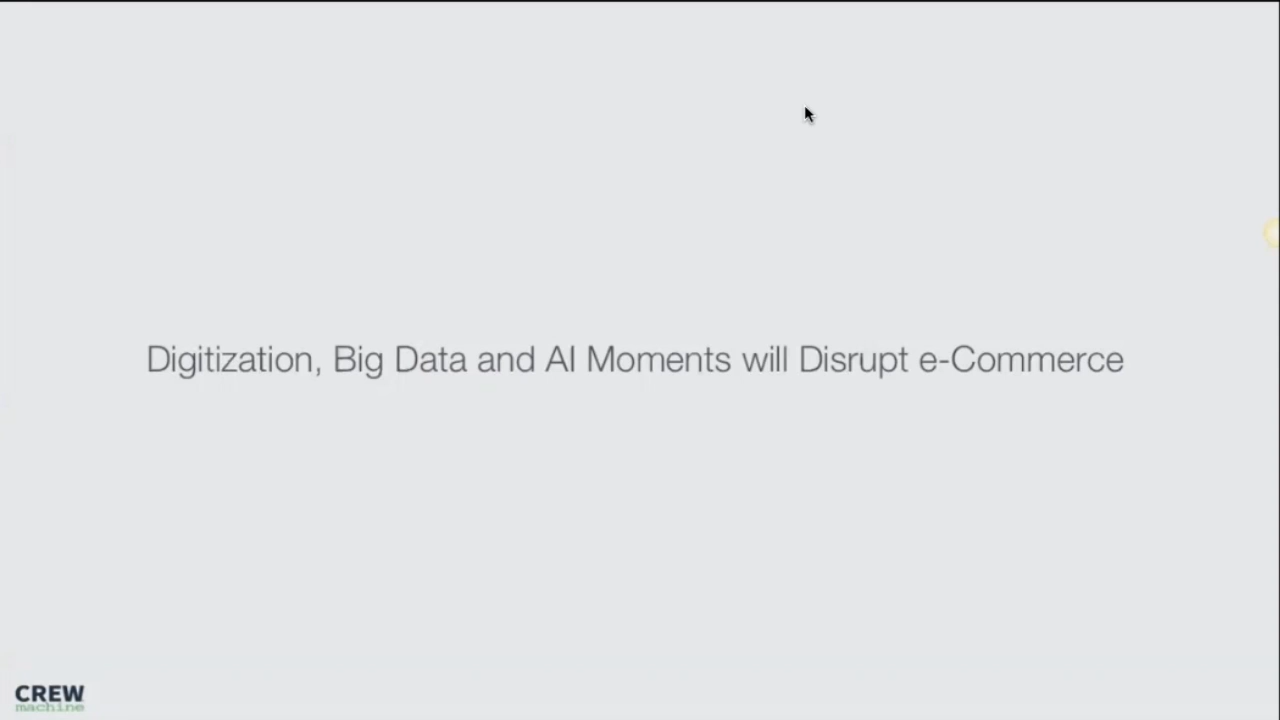 Digitization, Big Data and AI Moments will Disrupt e-Commerce
CREW
machine